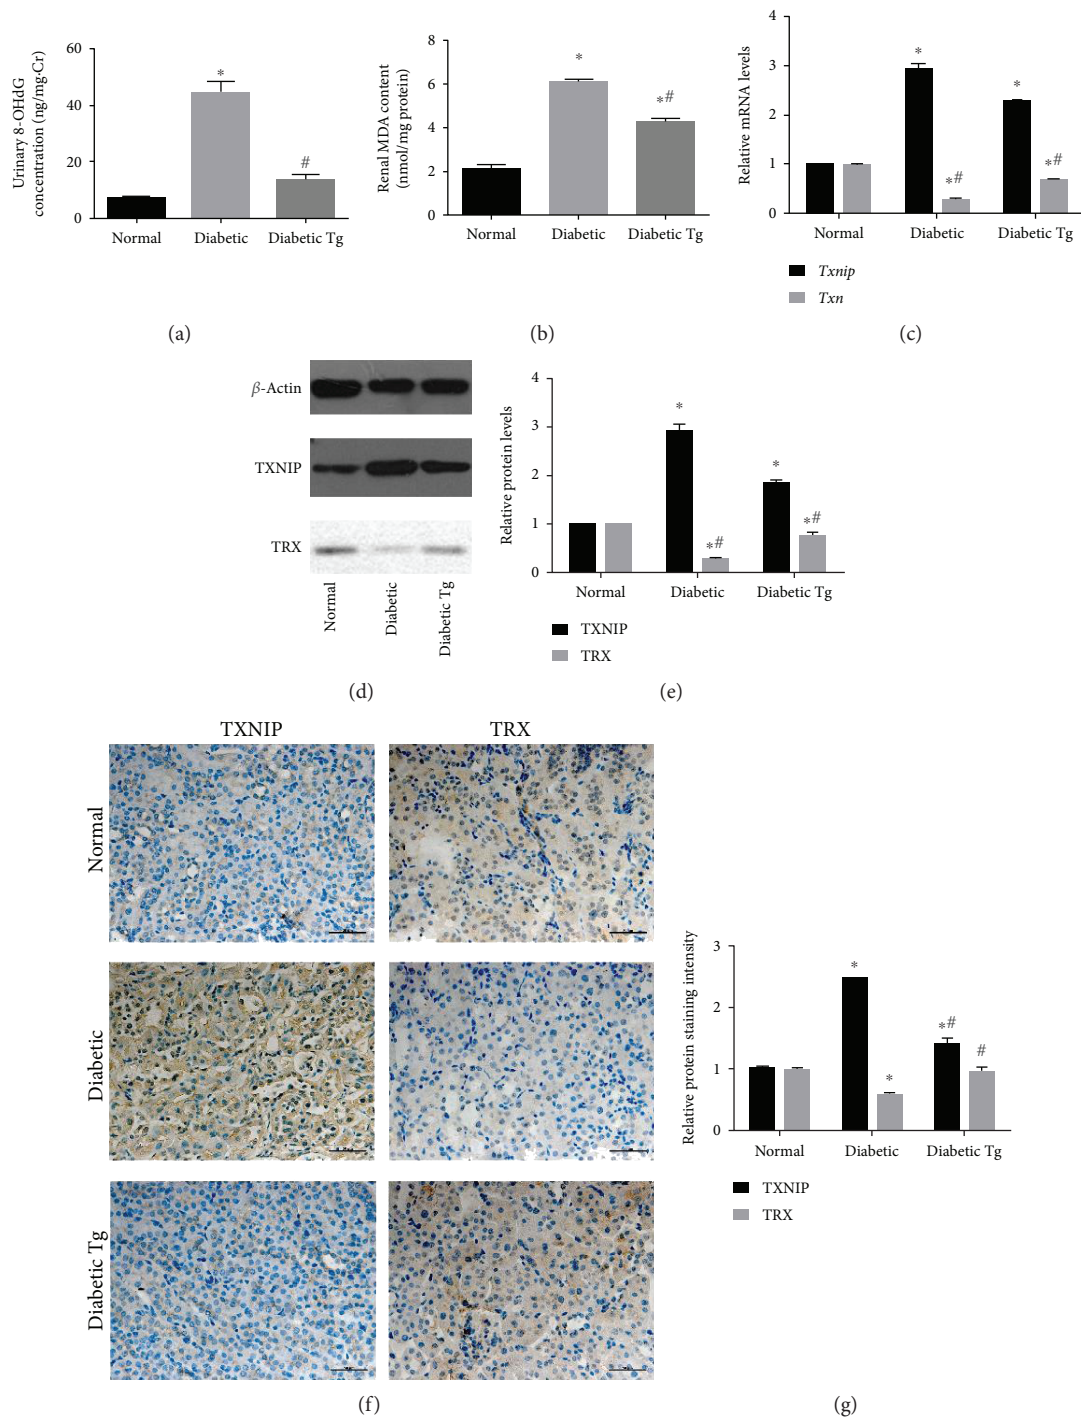 Urinary 8-OHdG
concentration (ng/mg·Cr)
60
40
20
0
*
#
Normal Diabetic Diabetic Tg
(a)
Renal MDA content
(nmol/mg protein)
8
6
4
2
0
*
*#
Normal Diabetic Diabetic Tg
(b)
Relative mRNA levels
4
3
2
1
0
*
*#
*
*#
Normal Diabetic Diabetic Tg
Txnip
Txn
(c)
β-Actin
TXNIP
TRX
Normal
Diabetic
Diabetic Tg
(d)
Relative protein levels
4
3
2
1
0
*
*#
*
*#
Normal Diabetic Diabetic Tg
TXNIP
TRX
(e)
TXNIP TRX
Normal
Diabetic
Diabetic Tg
(f)
Relative protein staining intensity
3
2
1
0
*
*
*#
#
Normal Diabetic Diabetic Tg
TXNIP
TRX
(g)